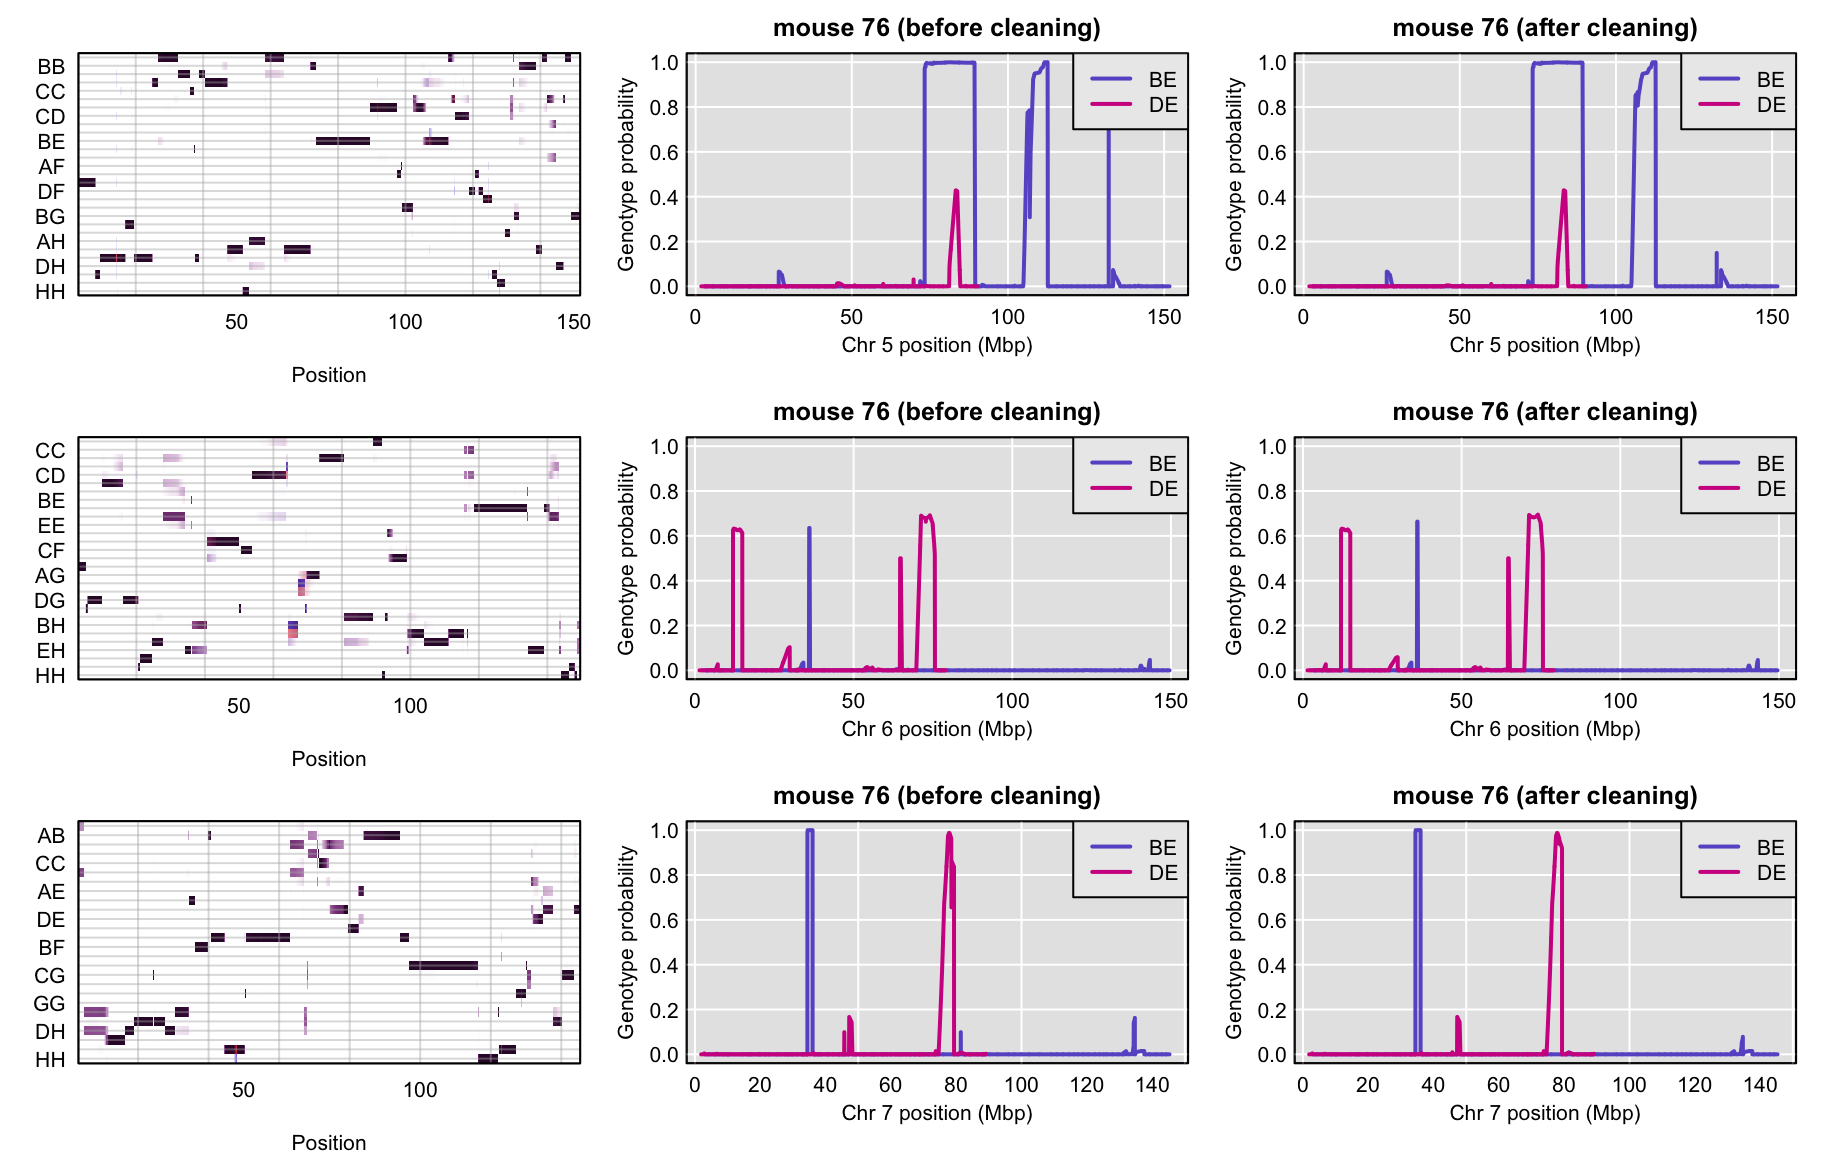 mouse 76 (before cleaning)
mouse 76 (after cleaning)
BB
CC
CD
BE
AF
DF
BG
AH
DH
HH
50
100
150
Position
Genotype probability
1.0
0.8
0.6
0.4
0.2
0.0
BE
DE
0
50
100
150
Chr 5 position (Mbp)
Genotype probability
1.0
0.8
0.6
0.4
0.2
0.0
BE
DE
0
50
100
150
Chr 5 position (Mbp)
mouse 76 (before cleaning)
mouse 76 (after cleaning)
CC
CD
BE
EE
CF
AG
DG
BH
EH
HH
50
100
Position
Genotype probability
1.0
0.8
0.6
0.4
0.2
0.0
BE
DE
0
50
100
150
Chr 6 position (Mbp)
Genotype probability
1.0
0.8
0.6
0.4
0.2
0.0
BE
DE
0
50
100
150
Chr 6 position (Mbp)
mouse 76 (before cleaning)
mouse 76 (after cleaning)
AB
CC
AE
DE
BF
CG
GG
DH
HH
50
100
Position
Genotype probability
1.0
0.8
0.6
0.4
0.2
0.0
BE
DE
0
20
40
60
80
100
120
140
Chr 7 position (Mbp)
Genotype probability
1.0
0.8
0.6
0.4
0.2
0.0
BE
DE
0
20
40
60
80
100
120
140
Chr 7 position (Mbp)